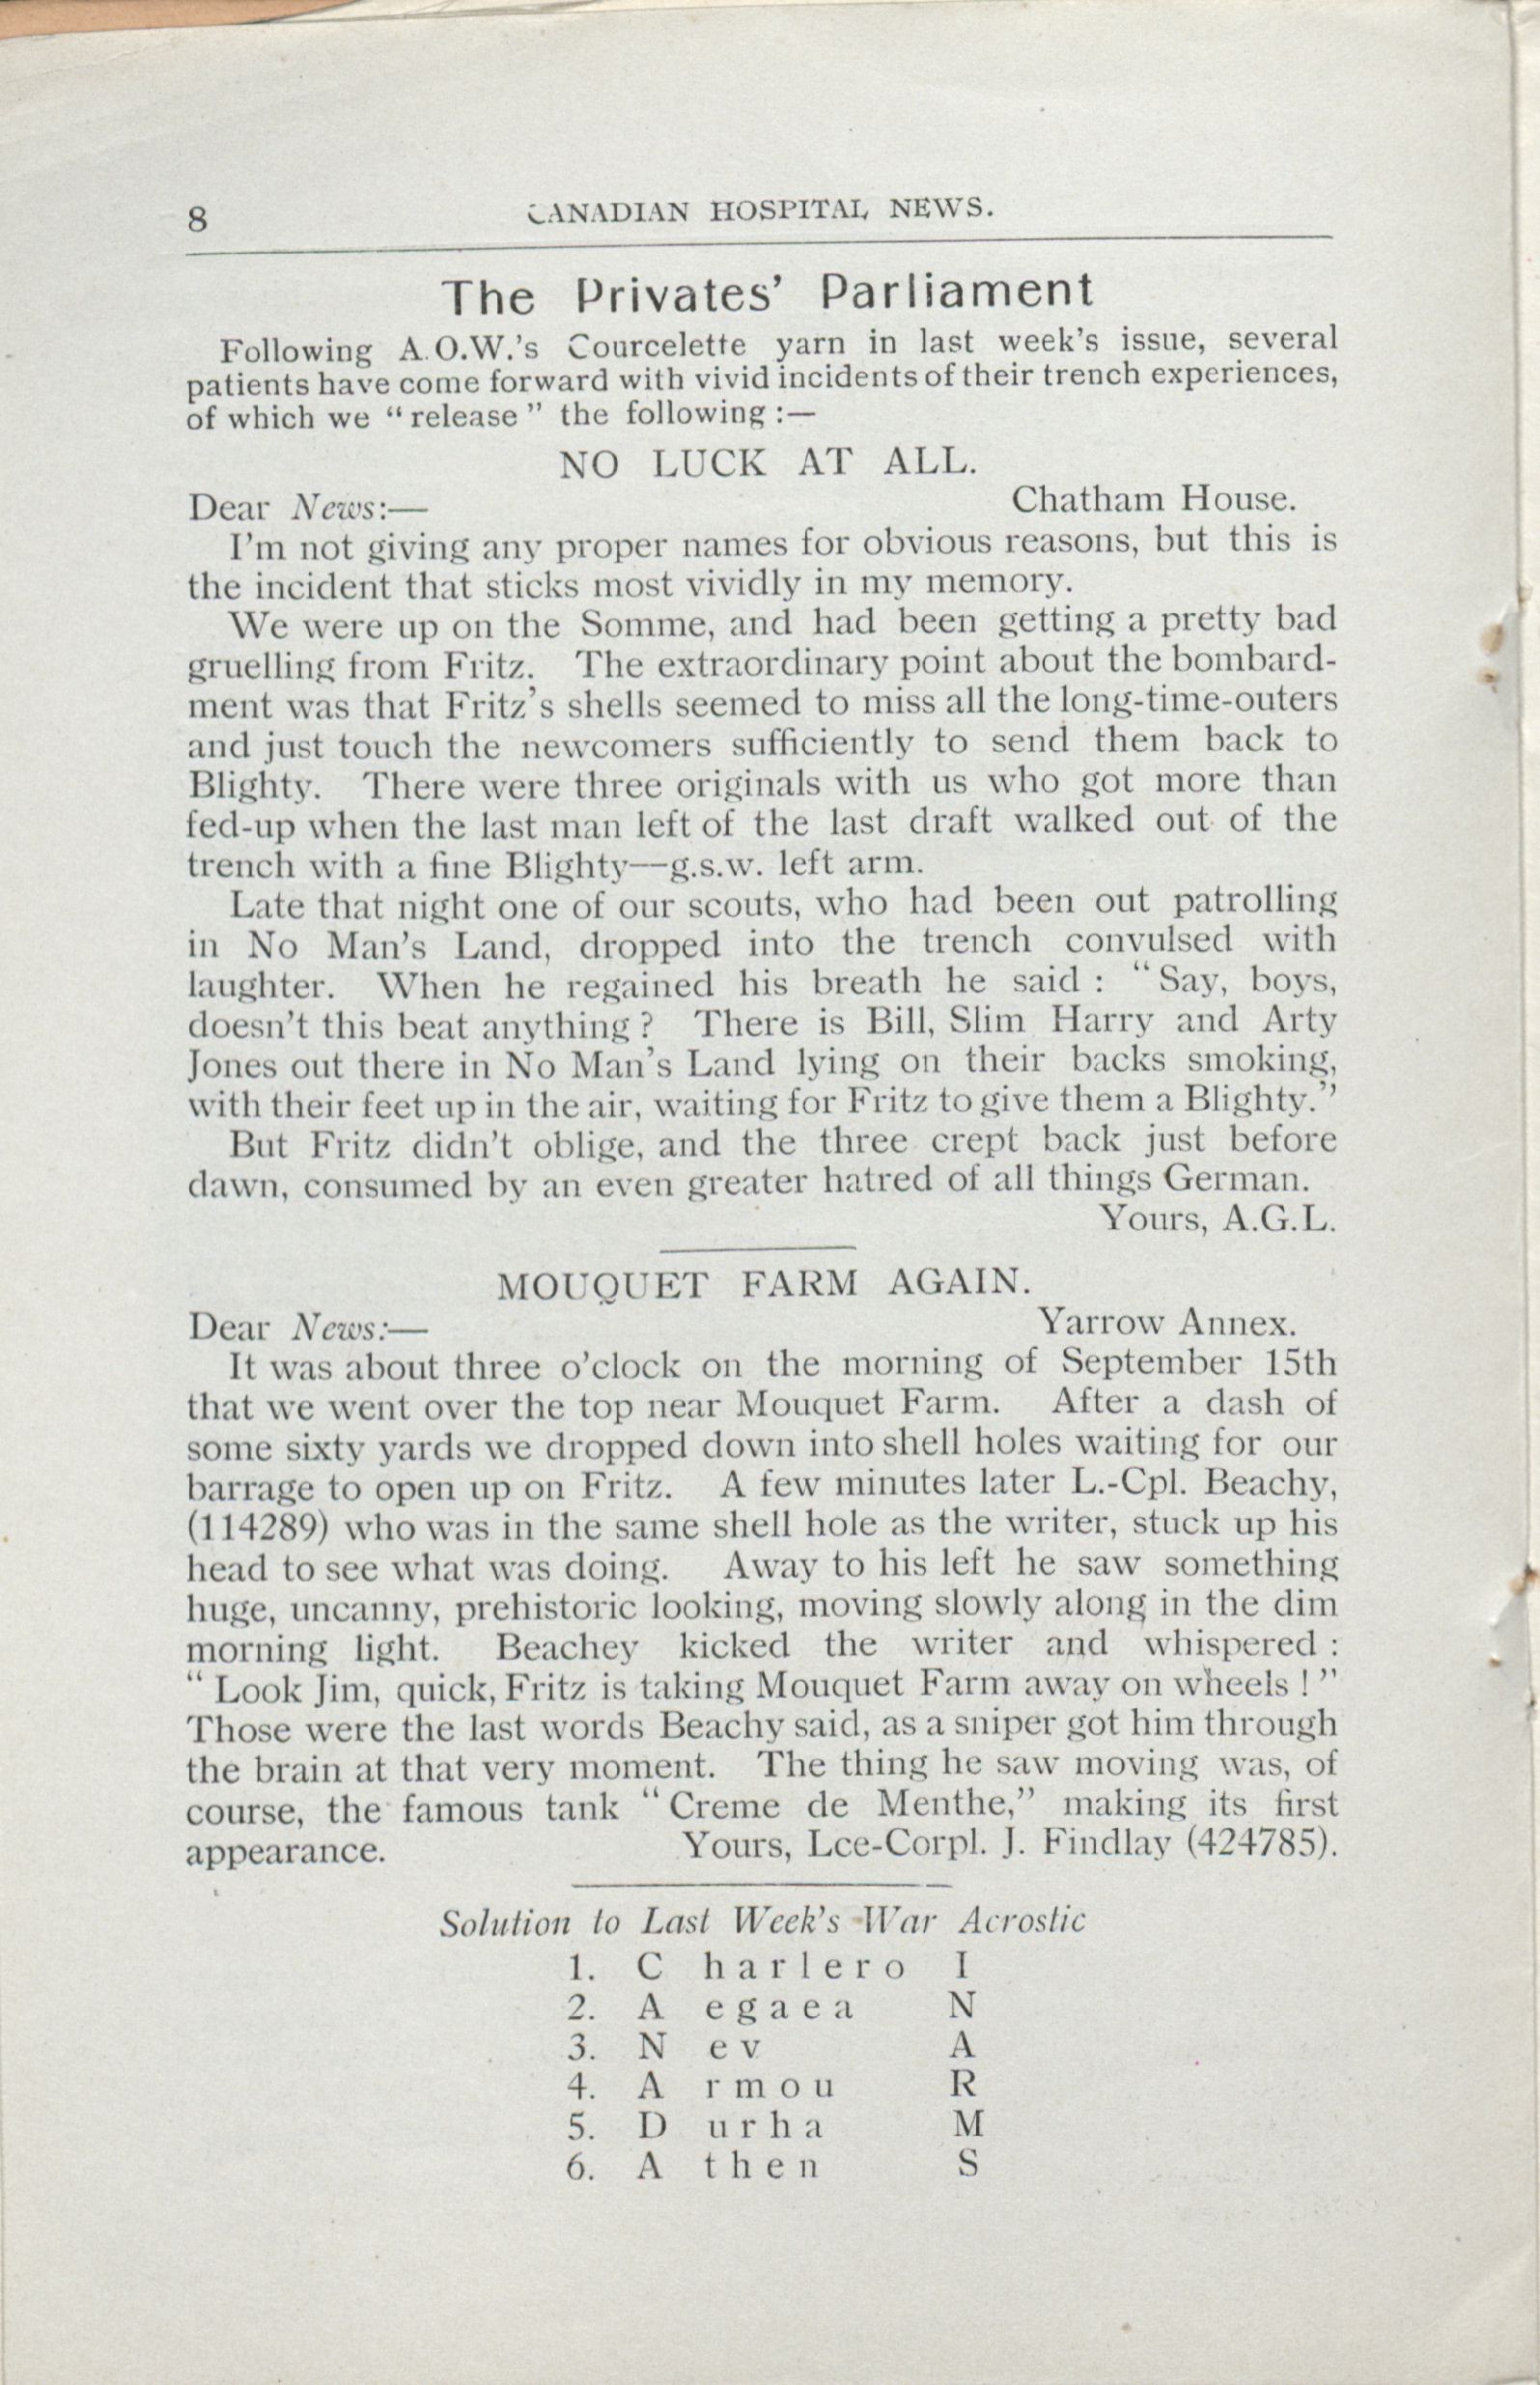 8 CANADIAN HOSPITAL NEWS.
The Privates' Parliament
Following A.O.W.'s Courcelette yarn in last week's issue, several
patients have come forward with vivid incidents of their trench experiences,
of which we “release” the following :—
NO LUCK AT ALL.
Dear News:— Chatham House.
I'm not giving any proper names for obvious reasons, but this is
the incident that sticks most vividly in my memory.
We were up on the Somme, and had been getting a pretty bad
gruelling from Fritz. The extraordinary point about the bombard-
ment was that Fritz's shells seemed to miss all the long-time-outers
and just touch the newcomers sufficiently to send them back to
Blighty. There were three originals with us who got more than
fed-up when the last man left of the last draft walked out of the
trench with a fine Blighty—g.s.w. left arm.
Late that night one of our scouts, who had been out patrolling
in No Man's Land, dropped into the trench convulsed with
laughter. When he regained his breath he said : “Say, boys,
doesn't this beat anything ? There is Bill, Slim Harry and Arty
Jones out there in No Man's Land lying on their backs smoking,
with their feet up in the air, waiting for Fritz to give them a Blighty.”
But Fritz didn't oblige, and the three crept back just before
dawn, consumed by an even greater hatred of all things German.
Yours, A.G.L.
MOUQUET FARM AGAIN.
Dear News:— Yarrow Annex.
It was about three o'clock on the morning of September 15th
that we went over the top near Mouquet Farm. After a dash of
some sixty yards we dropped down into shell holes waiting for our
barrage to open up on Fritz. A few minutes later L.-Cpl. Beachy,
(114289) who was in the same shell hole as the writer, stuck up his
head to see what was doing. Away to his left he saw something
huge, uncanny, prehistoric looking, moving slowly along in the dim
morning light. Beachey kicked the writer and whispered :
“ Look Jim, quick, Fritz is taking Mouquet Farm away on wheels ! ”
Those were the last words Beachy said, as a sniper got him through
the brain at that very moment. The thing he saw moving was, of
course, the famous tank “Creme de Menthe,” making its first
appearance. Yours, Lce-Corpl. J. Findlay (424785).
Solution to Last Week's War Acrostic
1. C harlero I
2. A egaea N
3. N ev A
4. A rmou R
5. D urha M
6. A then S